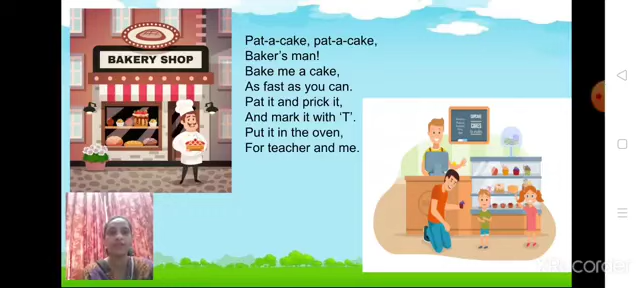 BAKERY SHOP
Pat-a-cake, pat-a-cake,
Baker's man!
Bake me a cake,
As fast as you can.
Pat it and prick it,
And mark it with ‘T’.
Put it in the oven,
For teacher and me.